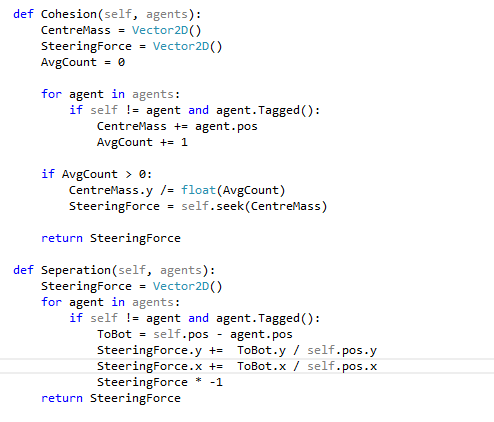 def Cohesion(self, agents):
    CentreMass = Vector2D()
    SteeringForce = Vector2D()
    AvgCount = 0

    for agent in agents:
        if self != agent and agent.Tagged():
            CentreMass += agent.pos
            AvgCount += 1

    if AvgCount > 0:
        CentreMass.y /= float(AvgCount)
        SteeringForce = self.seek(CentreMass)

    return SteeringForce

def Seperation(self, agents):
    SteeringForce = Vector2D()
    for agent in agents:
        if self != agent and agent.Tagged():
            ToBot = self.pos - agent.pos
            SteeringForce.y +=  ToBot.y / self.pos.y
            SteeringForce.x +=  ToBot.x / self.pos.x
            SteeringForce * -1
    return SteeringForce